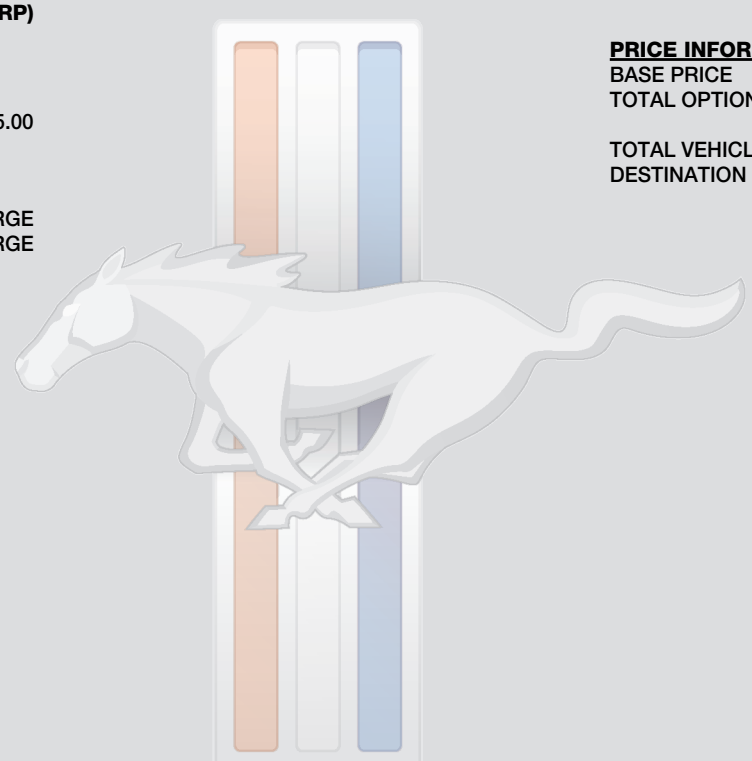 RP)
5.00
RGE
RGE
PRICE INFOR
BASE PRICE
TOTAL OPTION
TOTAL VEHICL
DESTINATION